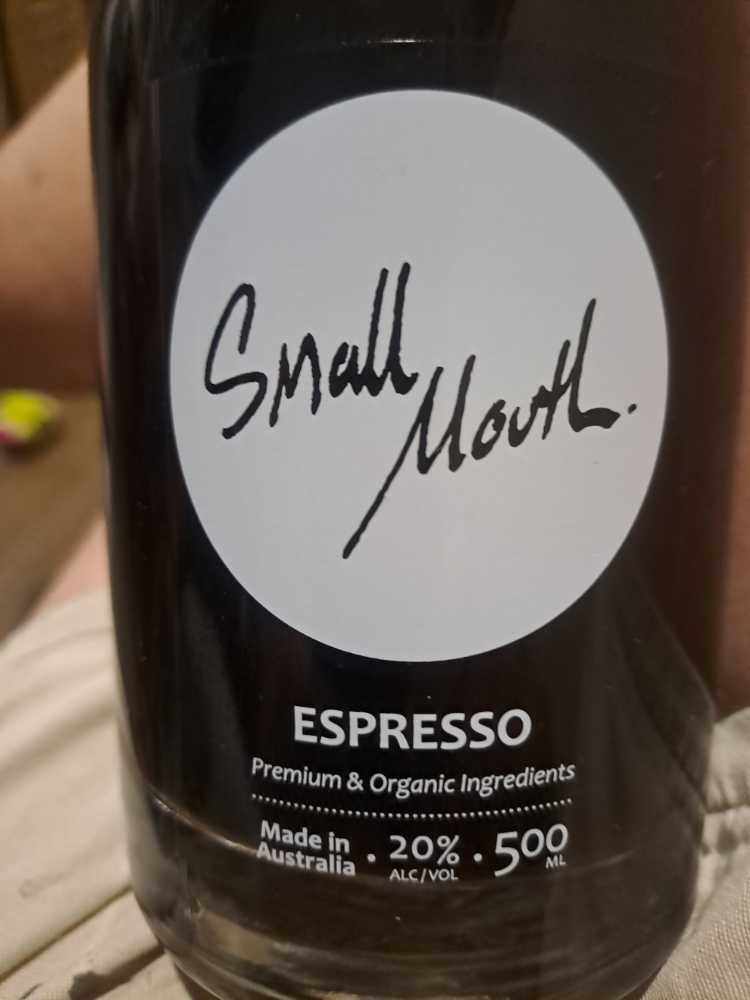 Small
Mouth.
ESPRESSO
Premium & Organic Ingredients
Made in
Australia
• 20% • 500
ALC/VOL ML